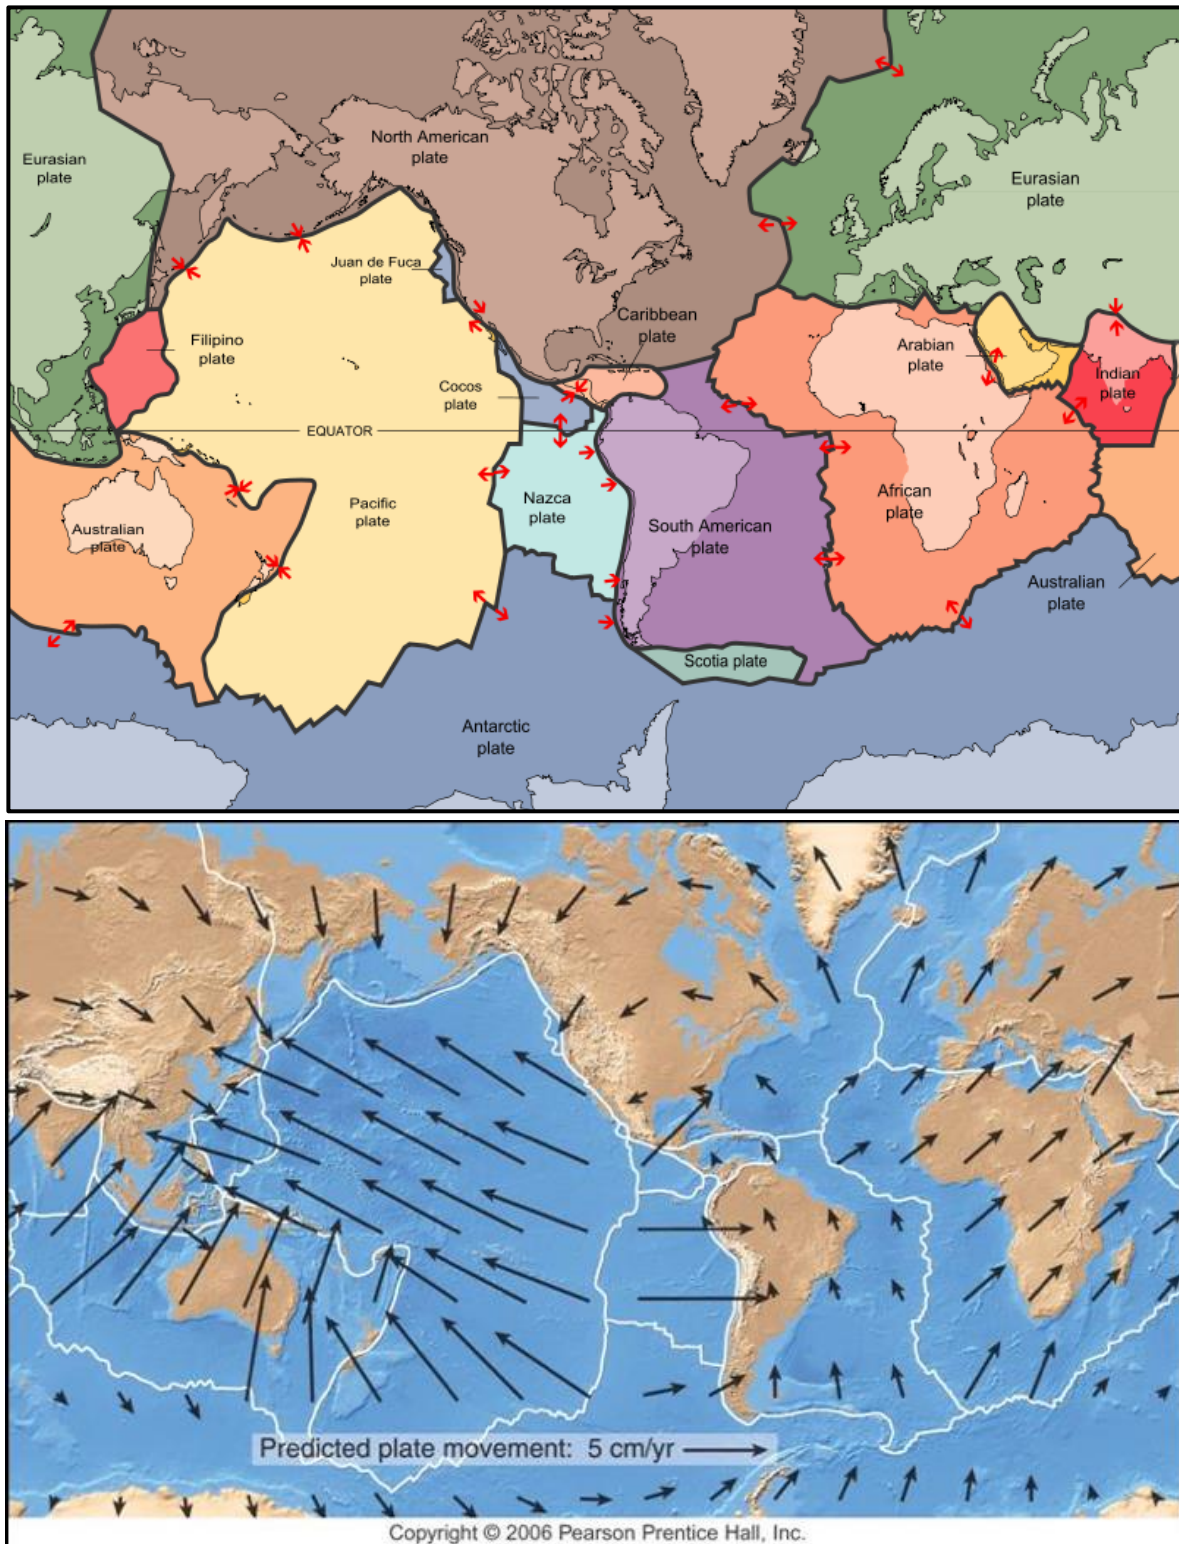 North American
plate
Eurasian
plate
Eurasian
plate
Juan de Fuca
plate
Caribbean
plate
Filipino
plate
Arabian
plate
Indian
plate
Cocos
plate
EQUATOR
Pacific
plate
Nazca
plate
African
plate
South American
plate
Australian
plate
Australian
plate
Scotia plate
Antarctic
plate
Predicted plate movement: 5 cm/yr
Copyright © 2006 Pearson Prentice Hall, Inc.